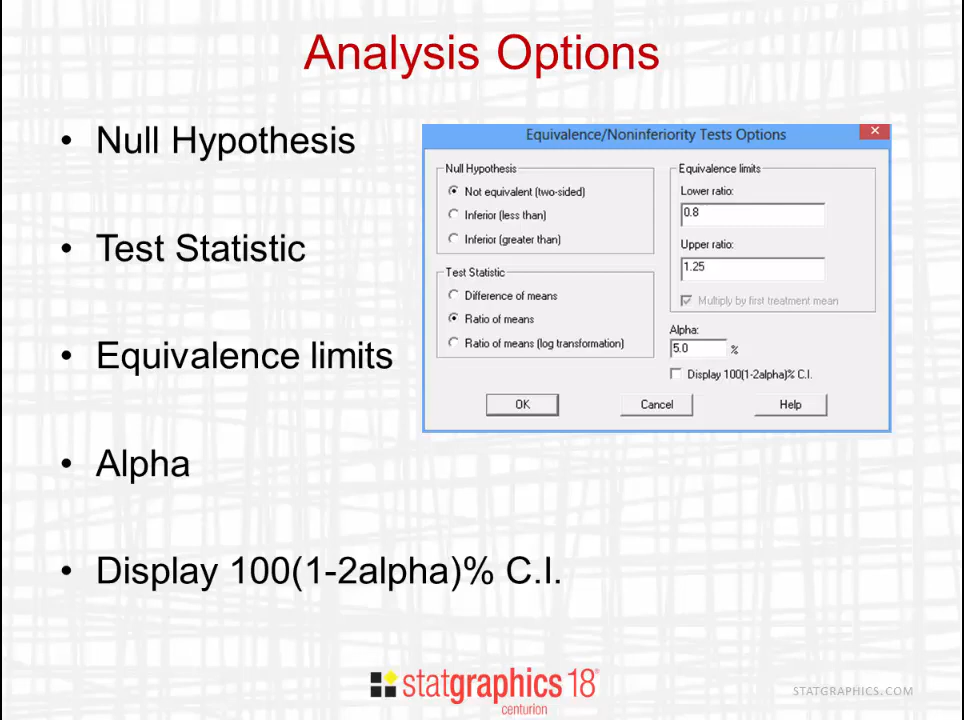 Analysis Options
• Null Hypothesis
• Test Statistic
• Equivalence limits
• Alpha
• Display 100(1-2alpha)% C.I.
Equivalence/Noninferiority Tests Options
Null Hypothesis
Not equivalent (two-sided)
Inferior (less than)
Inferior (greater than)
Test Statistic
Difference of means
Ratio of means
Ratio of means (log transformation)
Equivalence limits
Lower ratio:
0.8
Upper ratio:
1.25
Multiply by first treatment mean
Alpha:
5.0 %
Display 100(1-2alpha)% C.I.
OK Cancel Help
statgraphics 18®
centurion
STATGRAPHICS.COM